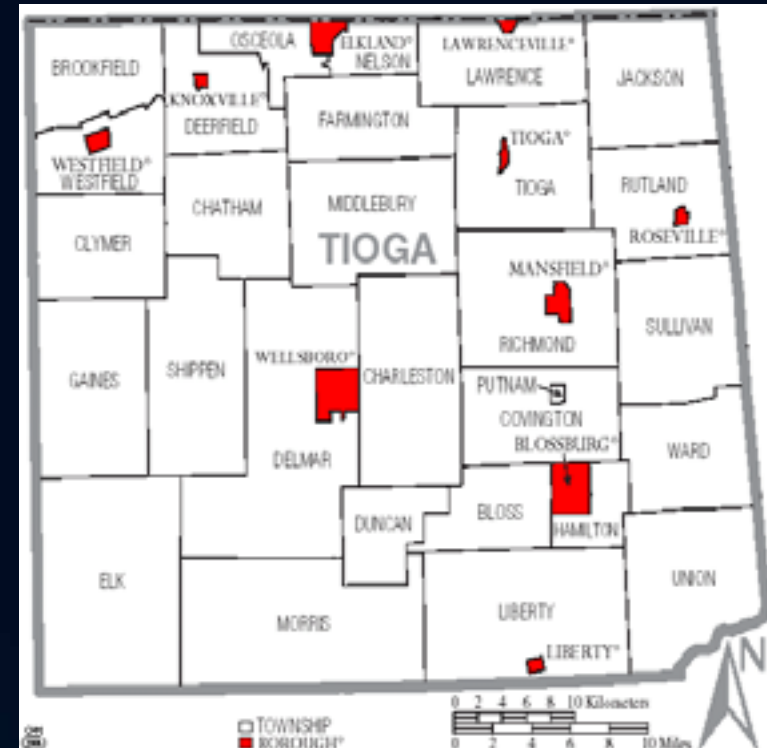 OSCEOLA
ELKLAND®
NELSON
LAWRENCEVILLE®
LAWRENCE
BROOKFIELD
JACKSON
KNOXVILLE®
DEERFIELD
FARMINGTON
TIOGA®
TIOGA
WESTFIELD®
WESTFIELD
RUTLAND
ROSEVILLE®
CHATHAM
MIDDLEBURY
TIOGA
CLYMER
MANSFIELD®
RICHMOND
SULLIVAN
GAINES
SHIPPEN
WELLSBORO®
CHARLESTON
PUTNAM
COVINGTON
BLOSSBURG®
DELMAR
WARD
DUNCAN
BLOSS
HAMILTON
ELK
UNION
MORRIS
LIBERTY
LIBERTY®
N
TOWNSHIP
BOROUGH®
0 2 4 6 8 10 Kilometers
0 2 4 6 8 10 Miles